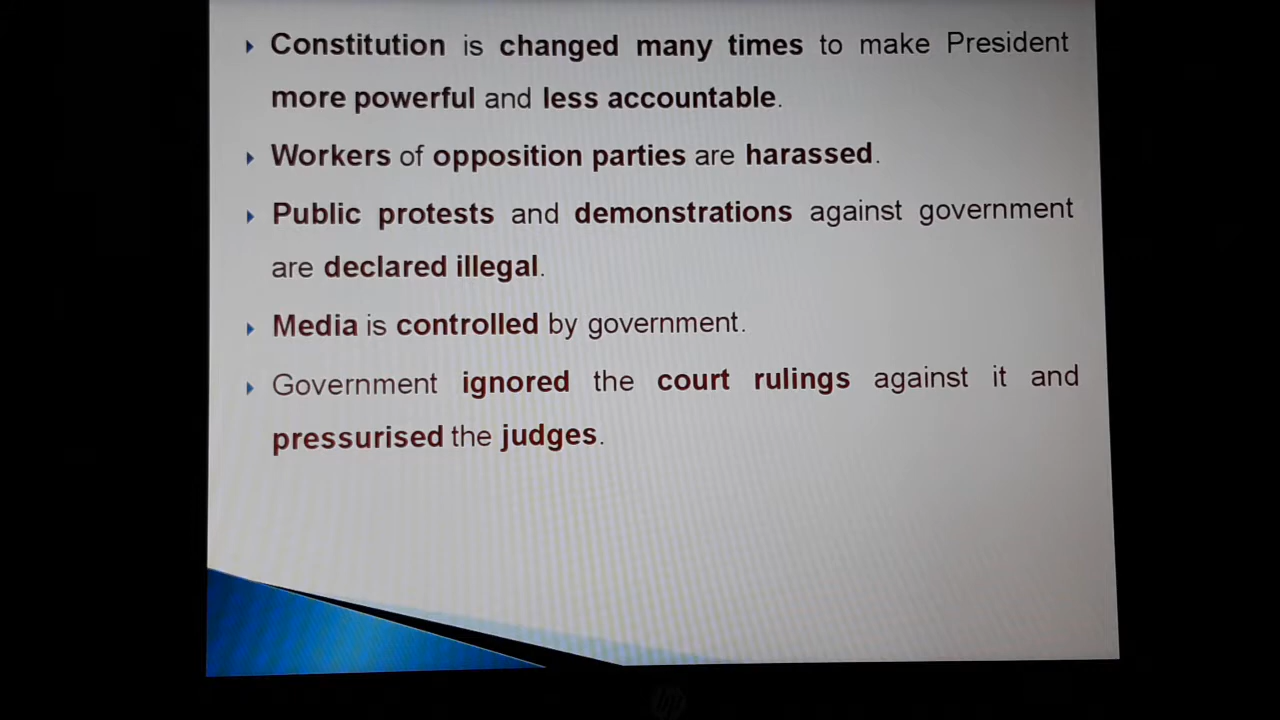 Constitution is changed many times to make President
more powerful and less accountable.
Workers of opposition parties are harassed.
Public protests and demonstrations against government
are declared illegal.
Media is controlled by government.
Government ignored the court rulings against it and
pressurised the judges.
hp